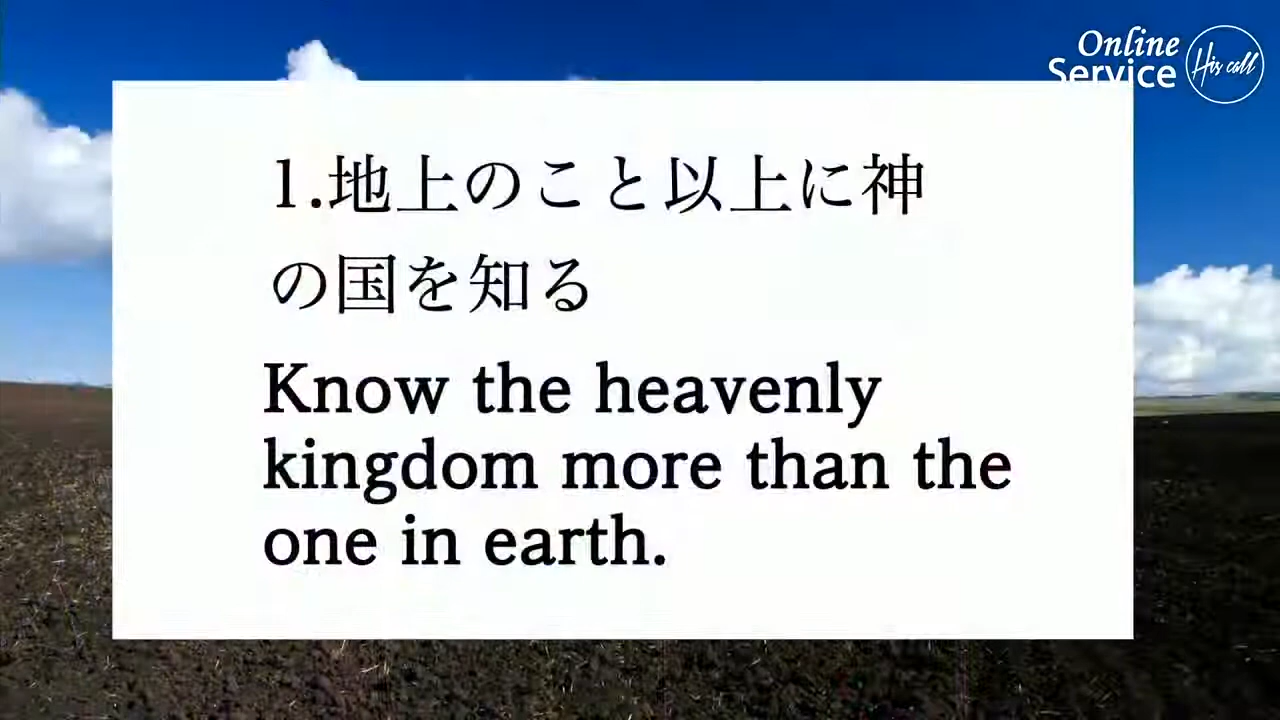 Online
Service
His call
1.地上のこと以上に神
の国を知る
Know the heavenly
kingdom more than the
one in earth.